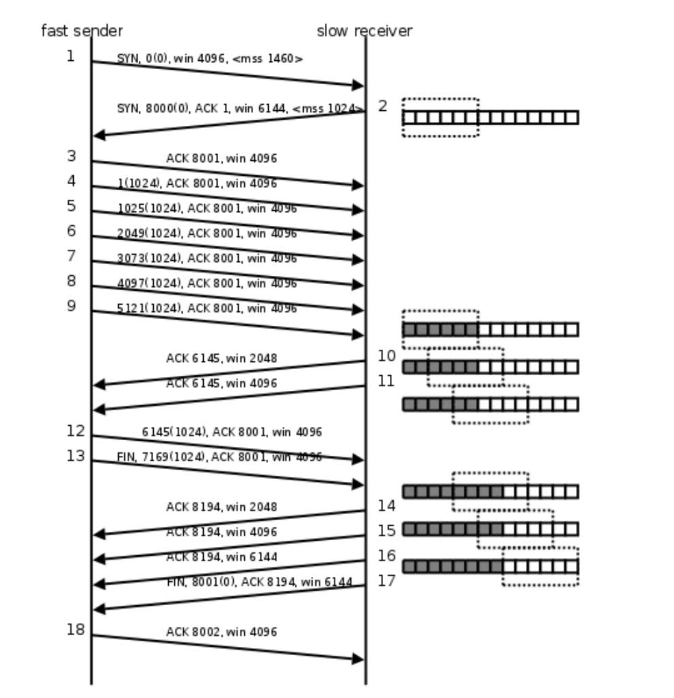 fast sender slow receiver
1 SYN, 0(0), win 4096, <mss 1460>
SYN, 8000(0), ACK 1, win 6144, <mss 1024> 2
3 ACK 8001, win 4096
4 1(1024), ACK 8001, win 4096
5 1025(1024), ACK 8001, win 4096
6 2049(1024), ACK 8001, win 4096
7 3073(1024), ACK 8001, win 4096
8 4097(1024), ACK 8001, win 4096
9 5121(1024), ACK 8001, win 4096
ACK 6145, win 2048 10
ACK 6145, win 4096 11
12 6145(1024), ACK 8001, win 4096
13 FIN, 7169(1024), ACK 8001, win 4096
ACK 8194, win 2048 14
ACK 8194, win 4096 15
ACK 8194, win 6144 16
FIN, 8001(0), ACK 8194, win 6144 17
18 ACK 8002, win 4096